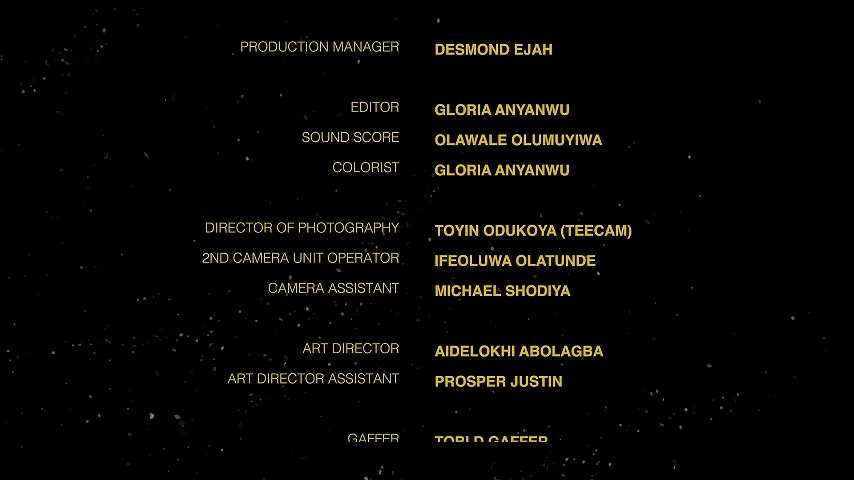 PRODUCTION MANAGER DESMOND EJAH
EDITOR GLORIA ANYANWU
SOUND SCORE OLAWALE OLUMUYIWA
COLORIST GLORIA ANYANWU
DIRECTOR OF PHOTOGRAPHY TOYIN ODUKOYA (TEECAM)
2ND CAMERA UNIT OPERATOR IFEOLUWA OLATUNDE
CAMERA ASSISTANT MICHAEL SHODIYA
ART DIRECTOR AIDELOKHI ABOLAGBA
ART DIRECTOR ASSISTANT PROSPER JUSTIN
GAFFER GAFFER